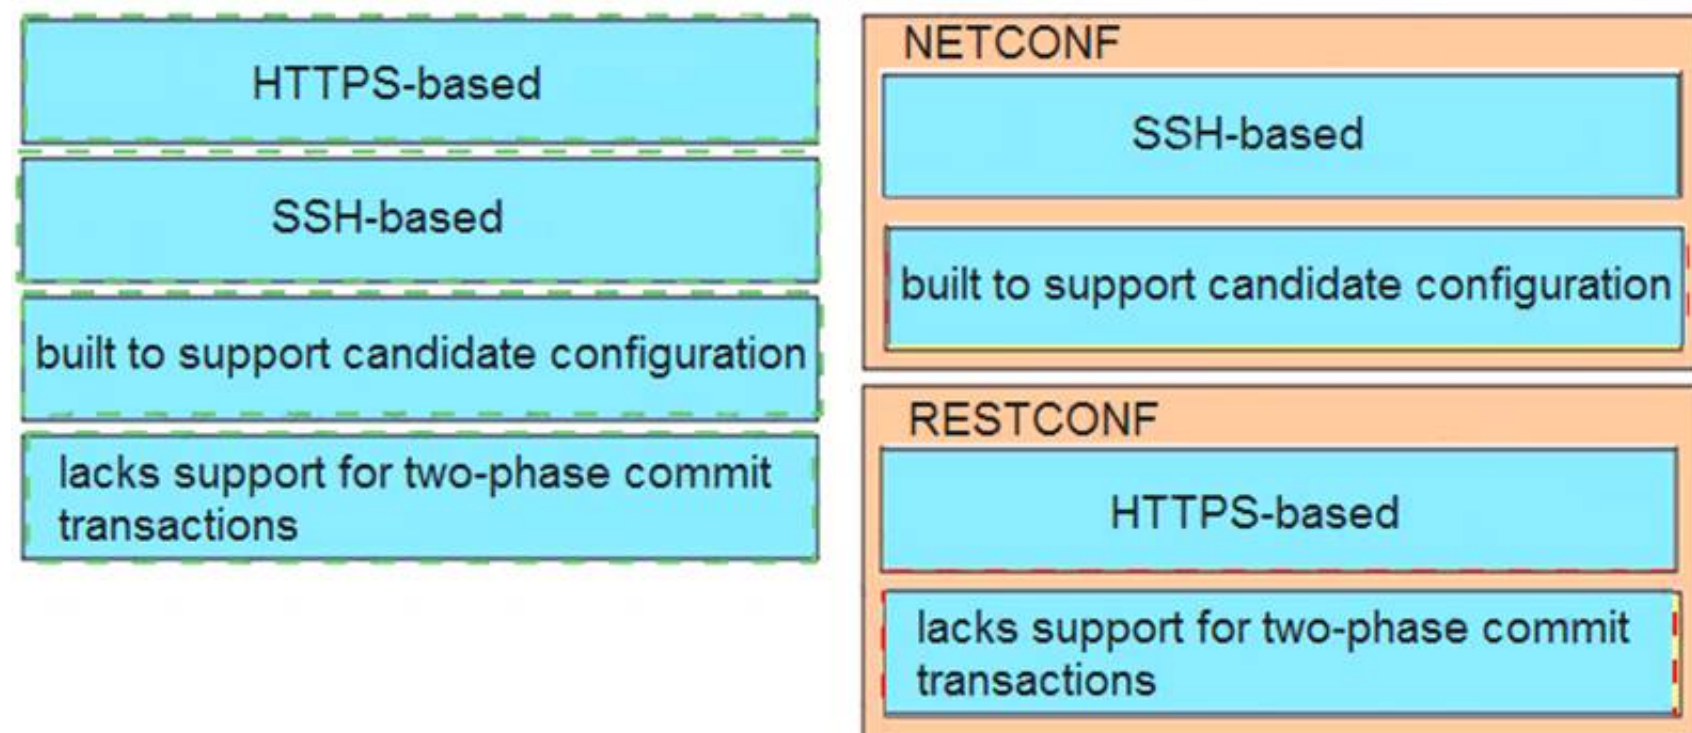 HTTPS-based
SSH-based
built to support candidate configuration
lacks support for two-phase commit
transactions
NETCONF
SSH-based
built to support candidate configuration
RESTCONF
HTTPS-based
lacks support for two-phase commit
transactions